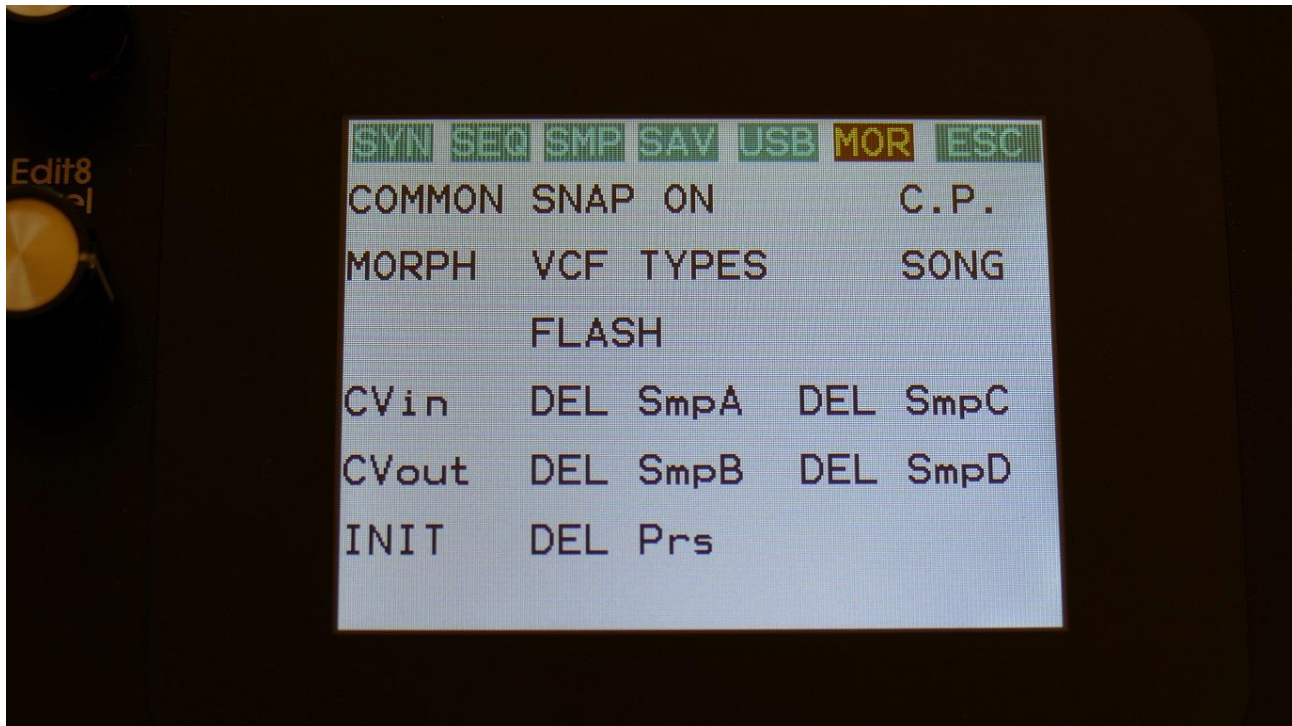 Edit8
SYN SEQ SMP SAV USB MOR ESC
COMMON SNAP ON C.P.
MORPH VCF TYPES SONG
FLASH
CVin DEL SmpA DEL SmpC
CVout DEL SmpB DEL SmpD
INIT DEL Prs